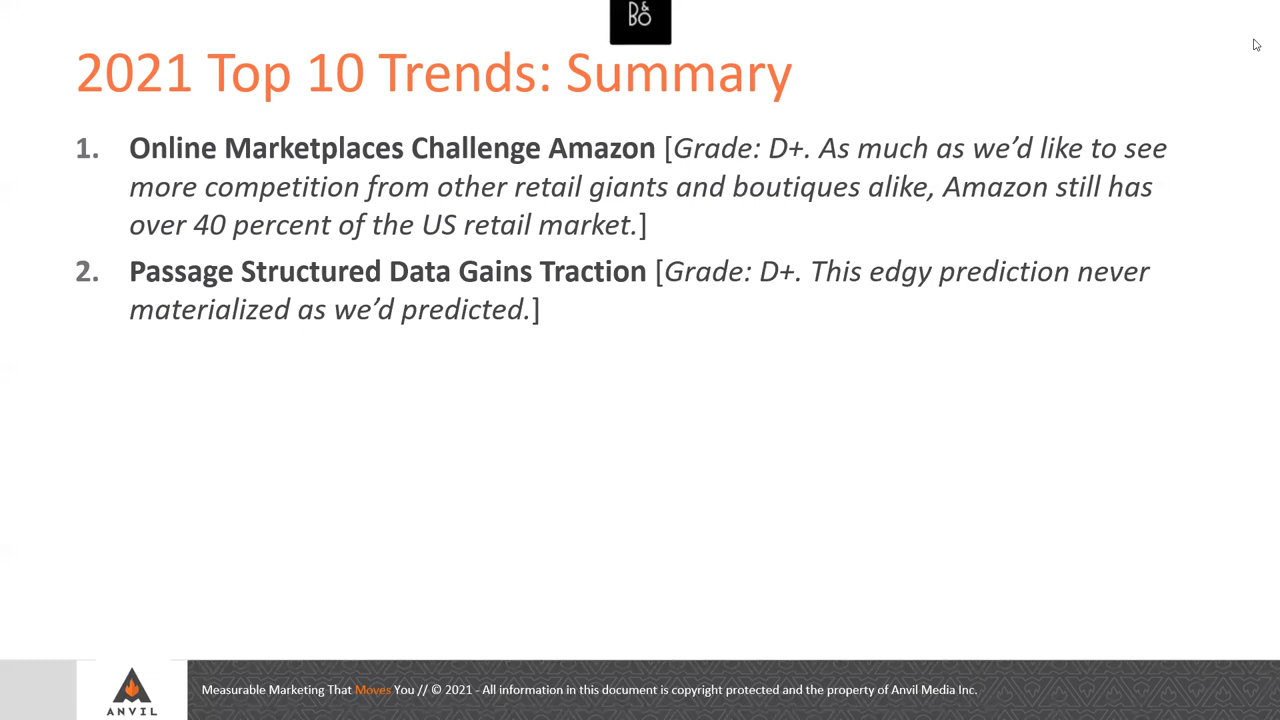 D&
BO
2021 Top 10 Trends: Summary
1. Online Marketplaces Challenge Amazon [Grade: D+. As much as we’d like to see
more competition from other retail giants and boutiques alike, Amazon still has
over 40 percent of the US retail market.]
2. Passage Structured Data Gains Traction [Grade: D+. This edgy prediction never
materialized as we’d predicted.]
ANVIL
Measurable Marketing That Moves You // © 2021 - All information in this document is copyright protected and the property of Anvil Media Inc.